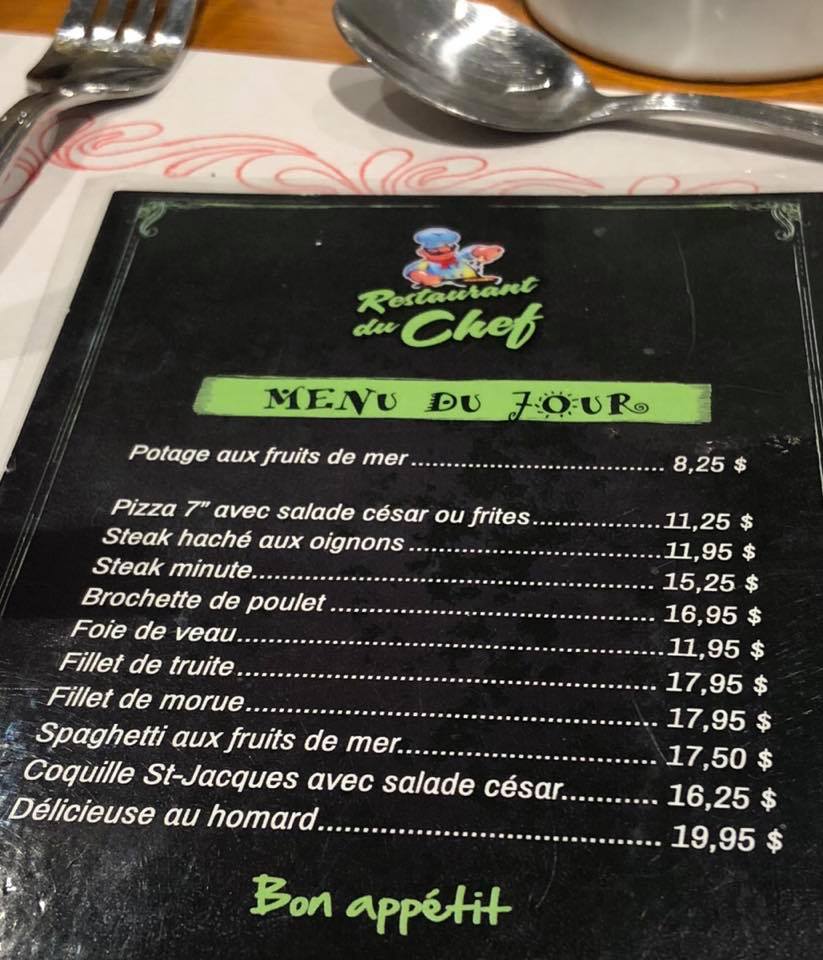 Restaurant
du Chef
MENU DU JOUR
Potage aux fruits de mer........................................ 8,25 $
Pizza 7" avec salade césar ou frites..................11,25 $
Steak haché aux oignons.....................................11,95 $
Steak minute.......................................................... 15,25 $
Brochette de poulet............................................... 16,95 $
Foie de veau............................................................11,95 $
Fillet de truite.......................................................... 17,95 $
Fillet de morue........................................................ 17,95 $
Spaghetti aux fruits de mer.................................. 17,50 $
Coquille St-Jacques avec salade césar............ 16,25 $
Délicieuse au homard............................................ 19,95 $
Bon appétit